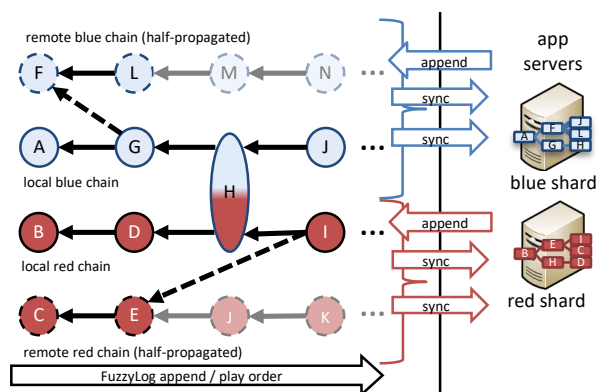 remote blue chain (half-propagated)
F L M N ...
A G J ...
local blue chain
H
B D I ...
local red chain
C E J K ...
remote red chain (half-propagated)
FuzzyLog append / play order
append
sync
sync
append
sync
sync
app
servers
A F G J L H
blue shard
B E H I C D
red shard